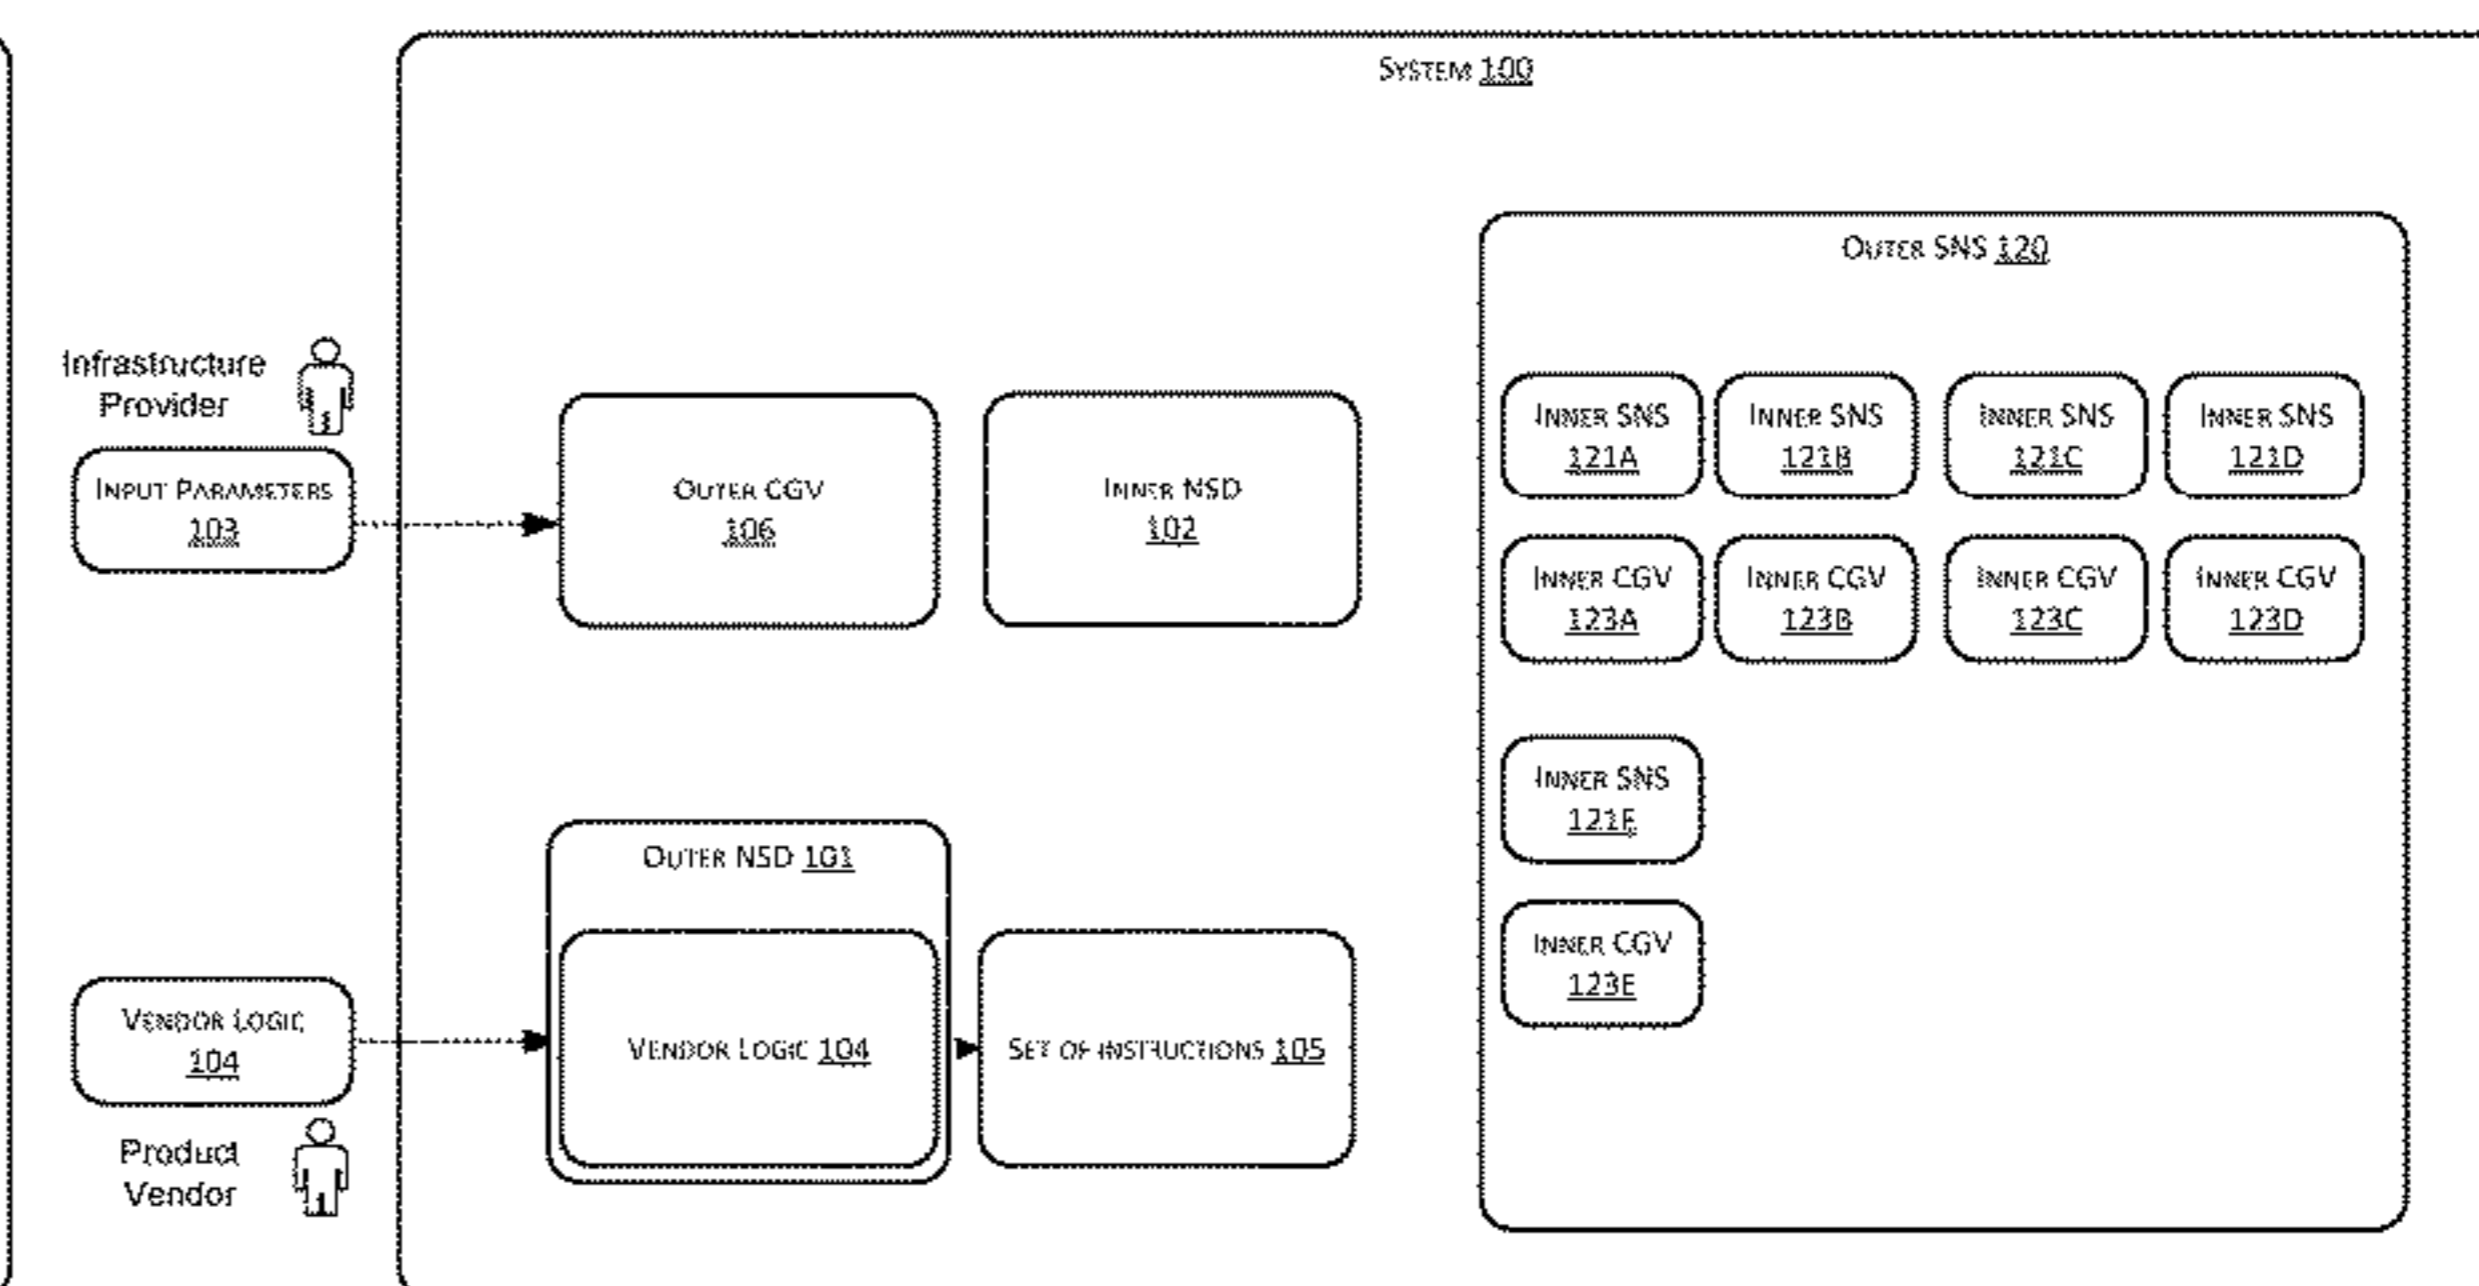 SYSTEM 100
OUTER SNS 120
Infrastructure
Provider
INPUT PARAMETERS
103
OUTER CGV
106
INNER NSD
102
INNER SNS
121A
INNER SNS
121B
INNER SNS
121C
INNER SNS
121D
INNER CGV
123A
INNER CGV
123B
INNER CGV
123C
INNER CGV
123D
INNER SNS
121E
INNER CGV
123E
OUTER NSD 101
VENDOR LOGIC 104
SET OF INSTRUCTIONS 105
VENDOR LOGIC
104
Product
Vendor